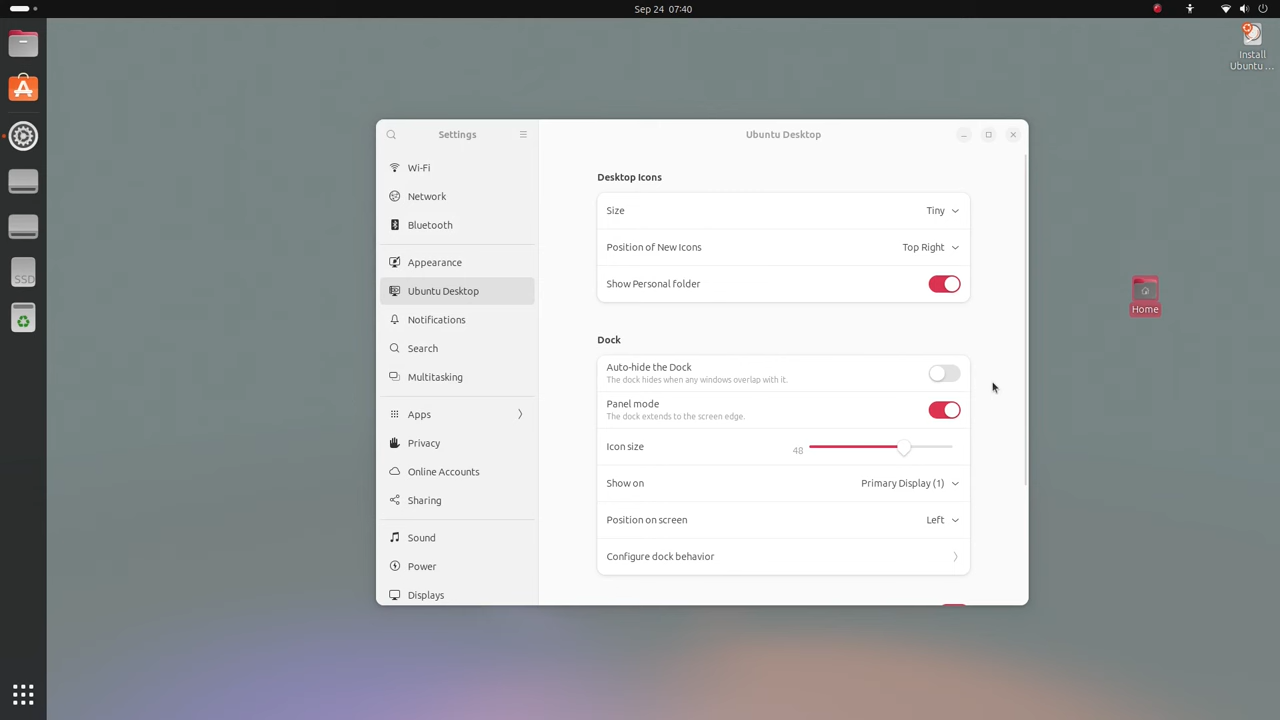 Sep 24 07:40
Install
Ubuntu ...
Settings
Ubuntu Desktop
Wi-Fi
Network
Bluetooth
Appearance
Ubuntu Desktop
Notifications
Search
Multitasking
Apps
Privacy
Online Accounts
Sharing
Sound
Power
Displays
Desktop Icons
Size Tiny
Position of New Icons Top Right
Show Personal folder
Dock
Auto-hide the Dock
The dock hides when any windows overlap with it.
Panel mode
The dock extends to the screen edge.
Icon size 48
Show on Primary Display (1)
Position on screen Left
Configure dock behavior
Home
SSD